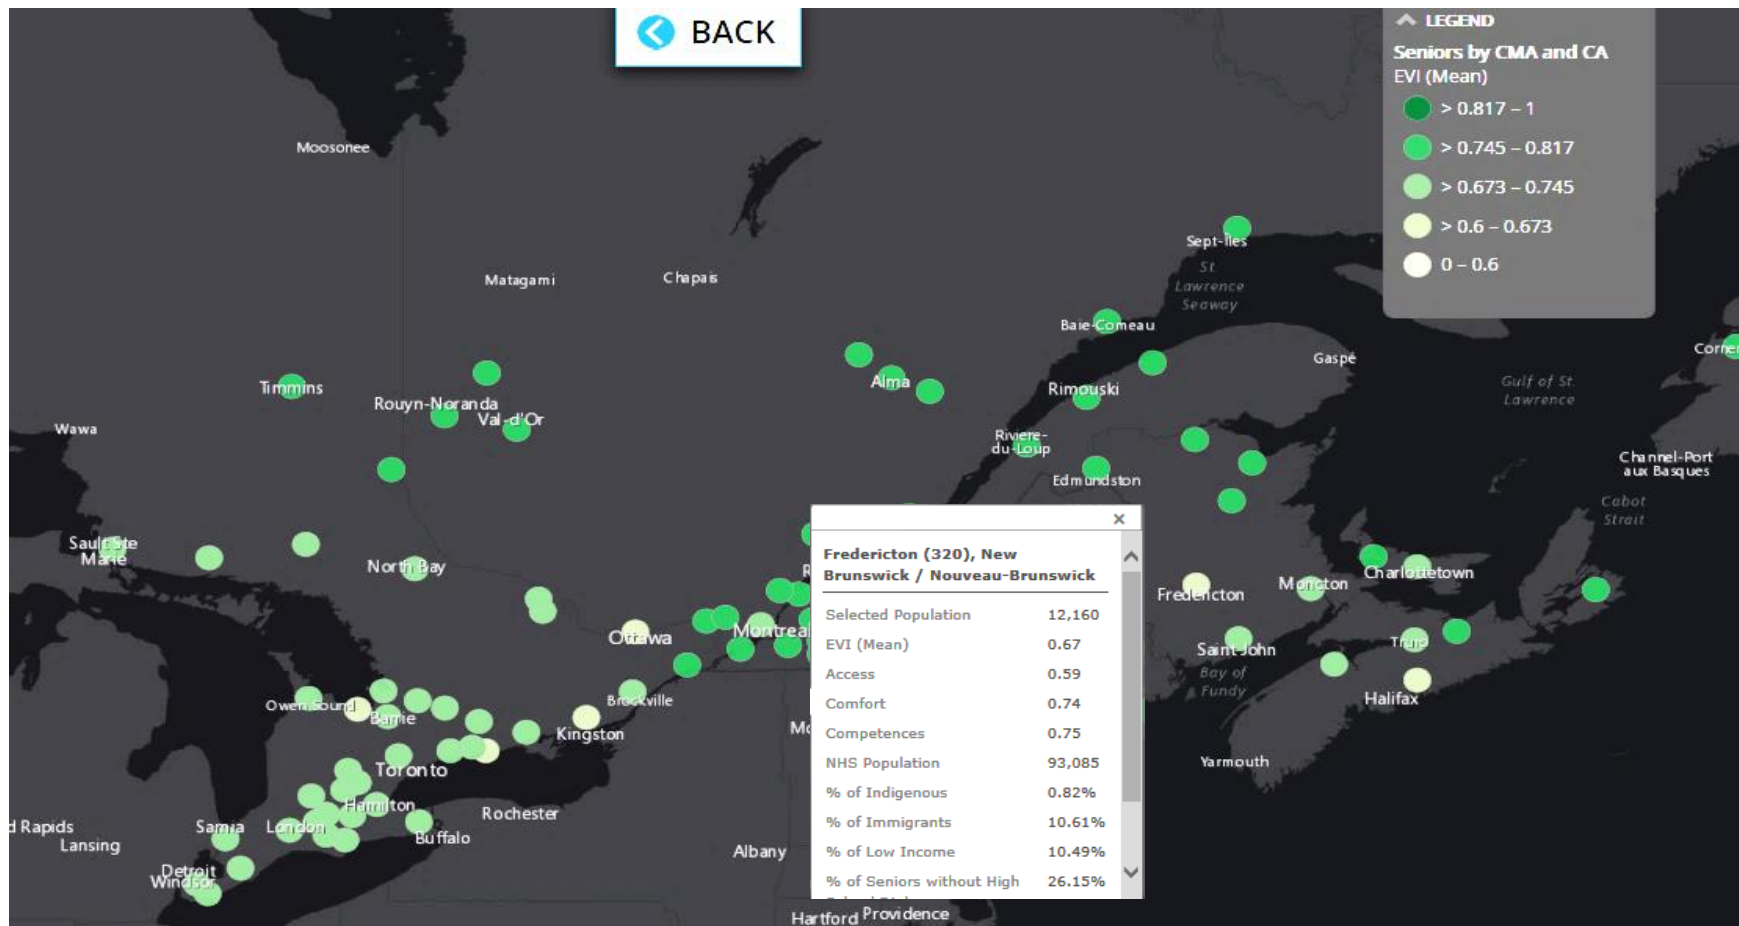 BACK
LEGEND
Seniors by CMA and CA
EVI (Mean)
> 0.817 – 1
> 0.745 – 0.817
> 0.673 – 0.745
> 0.6 – 0.673
0 – 0.6
Moosonee
Matagami
Chapais
Sept-Îles
St.
Lawrence
Seaway
Baie-Comeau
Gaspé
Corner
Gulf of St.
Lawrence
Timmins
Rouyn-Noranda
Val-d'Or
Alma
Rimouski
Wawa
Riviere-
du-Loup
Edmundston
Channel-Port
aux Basques
Cabot
Strait
Sault Ste
Marie
North Bay
Fredericton
Moncton
Charlottetown
Ottawa
Montrea
Saint John
Truro
Bay of
Fundy
Halifax
Yarmouth
Owen Sound
Barrie
Brockville
Kingston
Toronto
Hamilton
Rochester
d Rapids
Lansing
Sarnia
London
Buffalo
Detroit
Windsor
Albany
Hartford
Providence
R
Mo
×
Fredericton (320), New
Brunswick / Nouveau-Brunswick
Selected Population 12,160
EVI (Mean) 0.67
Access 0.59
Comfort 0.74
Competences 0.75
NHS Population 93,085
% of Indigenous 0.82%
% of Immigrants 10.61%
% of Low Income 10.49%
% of Seniors without High 26.15%